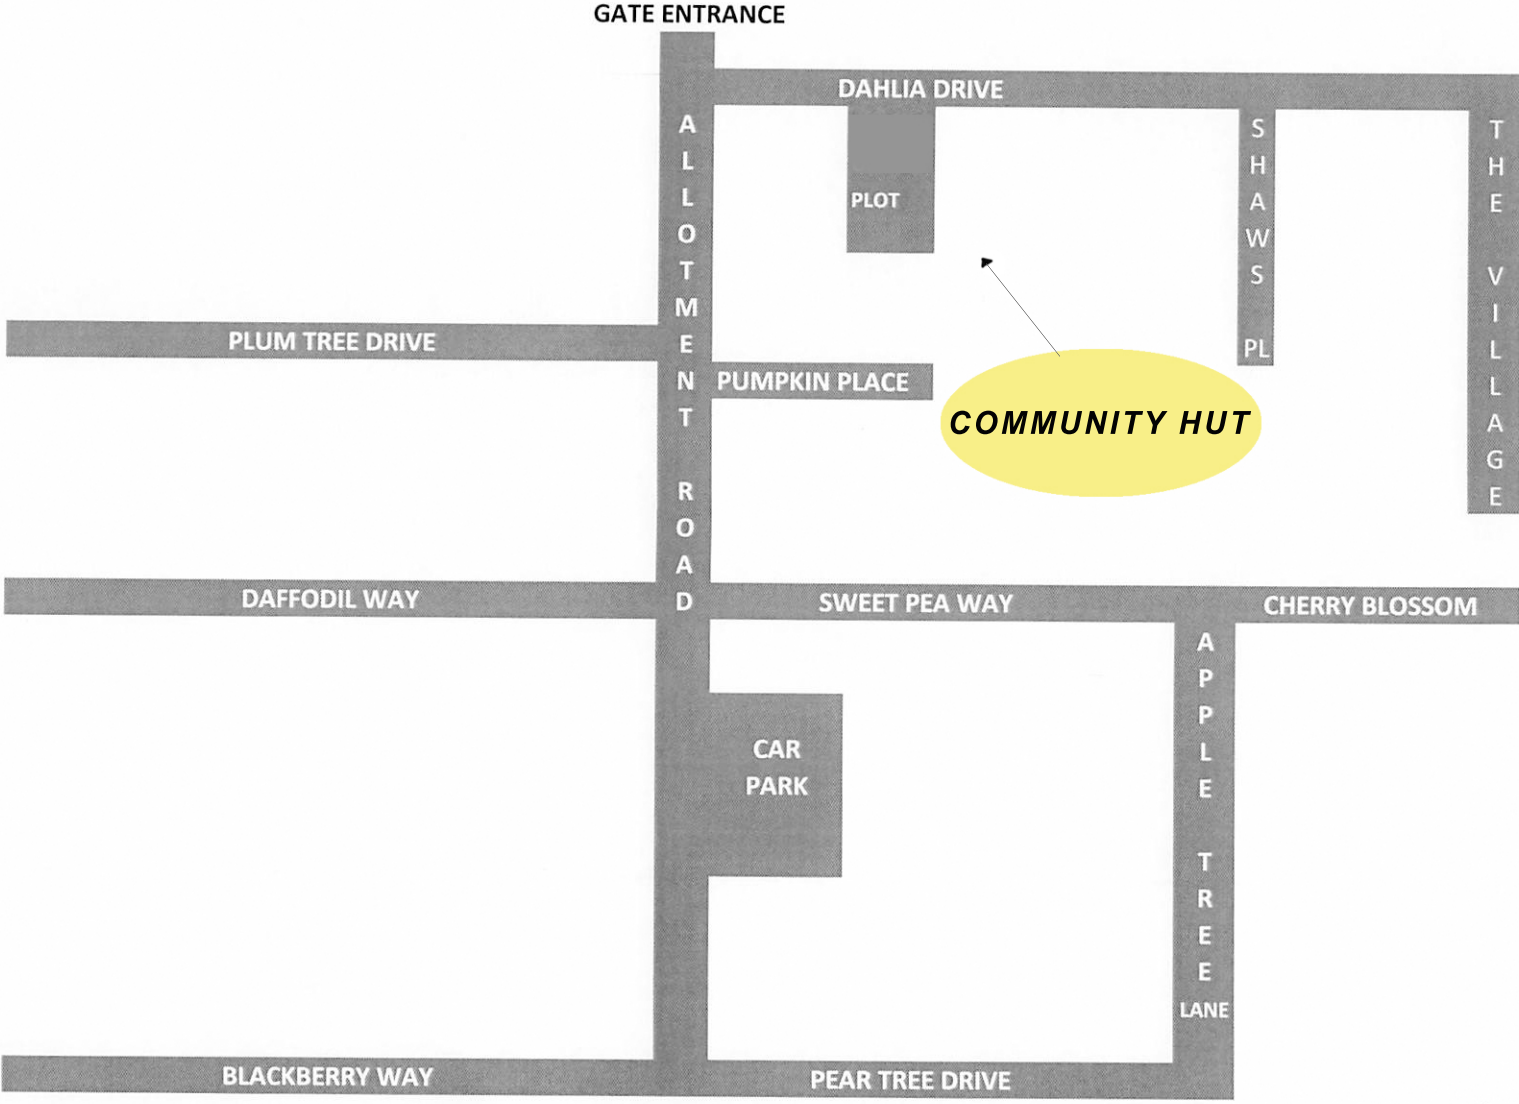 GATE ENTRANCE
DAHLIA DRIVE
ALLOTMENT ROAD
SHAWS PL
THE VILLAGE
PLOT
PLUM TREE DRIVE
PUMPKIN PLACE
COMMUNITY HUT
DAFFODIL WAY
SWEET PEA WAY
CHERRY BLOSSOM
APPLE TREE
LANE
CAR
PARK
BLACKBERRY WAY
PEAR TREE DRIVE